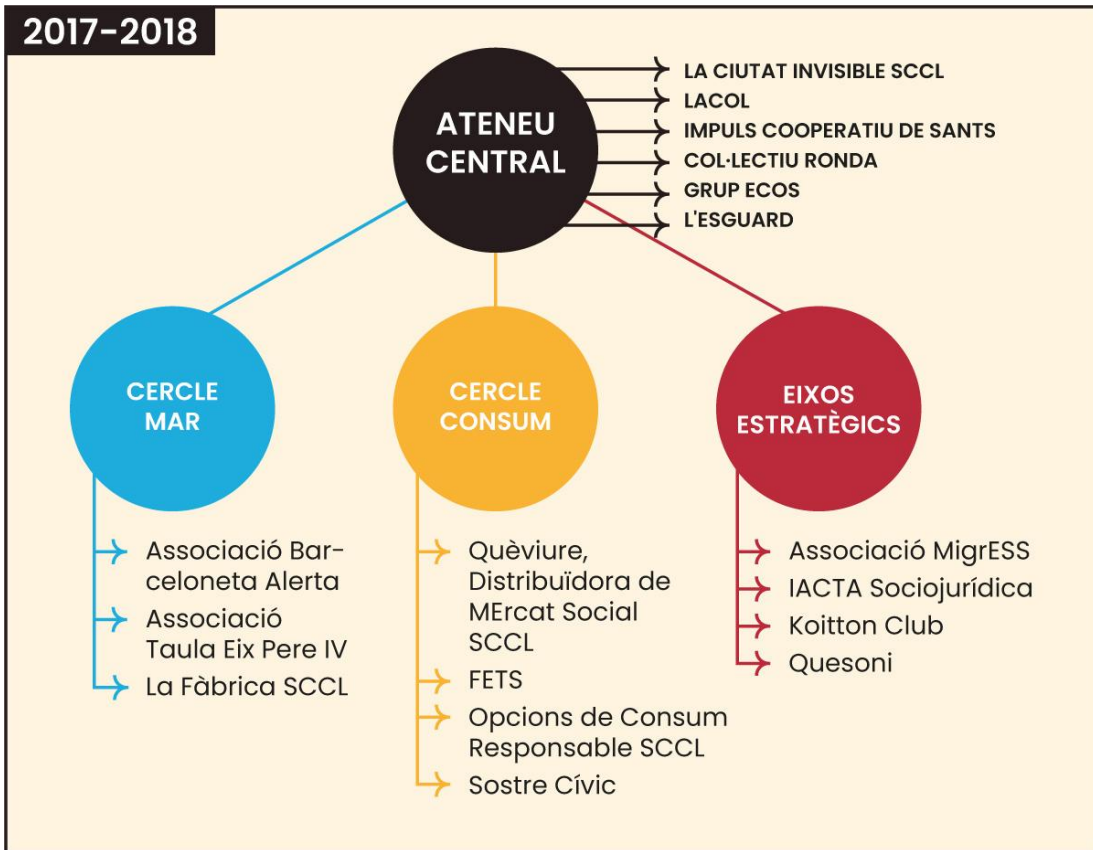 2017-2018
ATENEU
CENTRAL
LA CIUTAT INVISIBLE SCCL
LACOL
IMPULS COOPERATIU DE SANTS
COL·LECTIU RONDA
GRUP ECOS
L'ESGUARD
CERCLE
MAR
Associació Bar-
celoneta Alerta
Associació
Taula Eix Pere IV
La Fàbrica SCCL
CERCLE
CONSUM
Quèviure,
Distribuïdora de
MErcat Social
SCCL
FETS
Opcions de Consum
Responsable SCCL
Sostre Cívic
EIXOS
ESTRATÈGICS
Associació MigrESS
IACTA Sociojurídica
Koitton Club
Quesoni